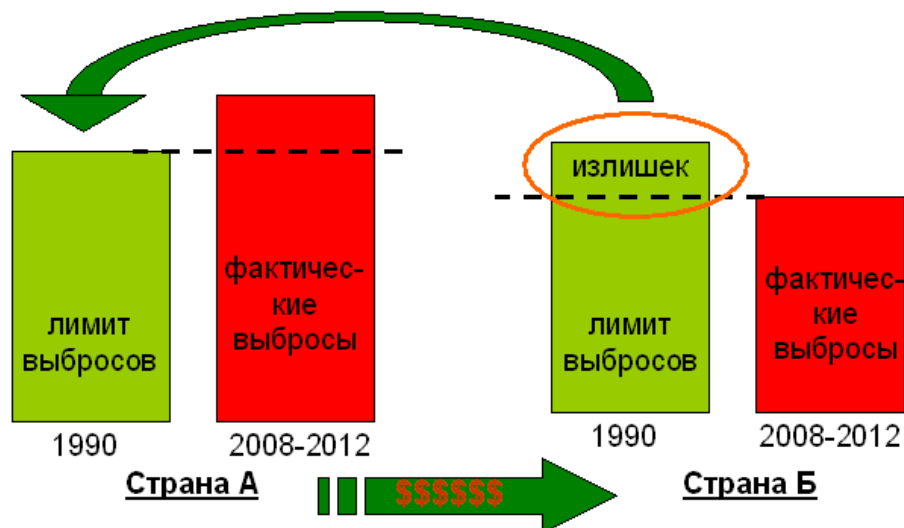 излишек
фактичес-
кие
выбросы
лимит
выбросов
фактичес-
кие
выбросы
лимит
выбросов
1990
2008-2012
1990
2008-2012
Страна А
$$$$$$
Страна Б